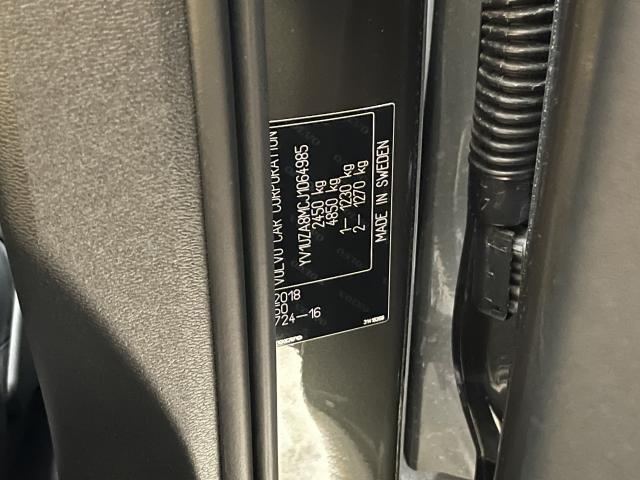 VOLVO CAR CORPORATION
YV1UZA8MCJ1064985
2450 kg
4850 kg
1– 1230 kg
2– 1270 kg
MADE IN SWEDEN
2018
724–16
VOLVO